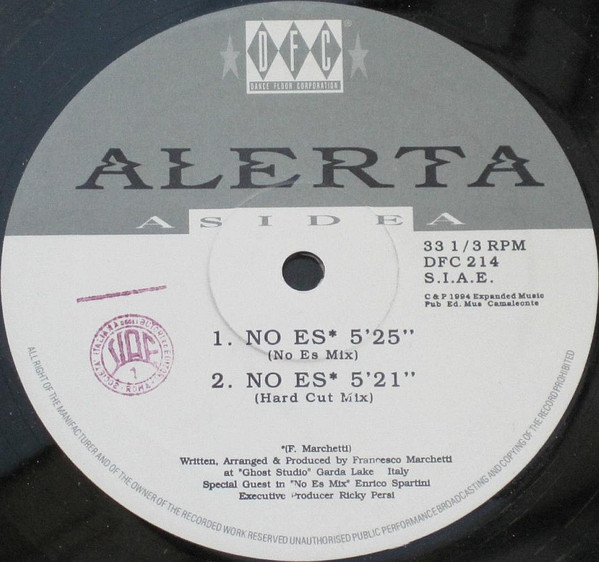 DFC®
DANCE FLOOR CORPORATION
ALERTA
A SIDE A
33 1/3 RPM
DFC 214
S.I.A.E.
C & P 1994 Expanded Music
Pub. Ed. Mus Camaleonte
1. NO ES* 5'25"
(No Es Mix)
2. NO ES* 5'21"
(Hard Cut Mix)
*(F. Marchetti)
Written, Arranged & Produced by Francesco Marchetti
at "Ghost Studio" Garda Lake Italy
Special Guest in "No Es Mix" Enrico Spartini
Executive Producer Ricky Persi
ALL RIGHT OF THE MANIFACTURER AND OF THE OWNER OF THE RECORDED WORK RESERVED UNAUTHORISED PUBLIC PERFORMANCE BROADCASTING AND COPYING OF THE RECORD PROHIBITED
SIAE
1
ROMA